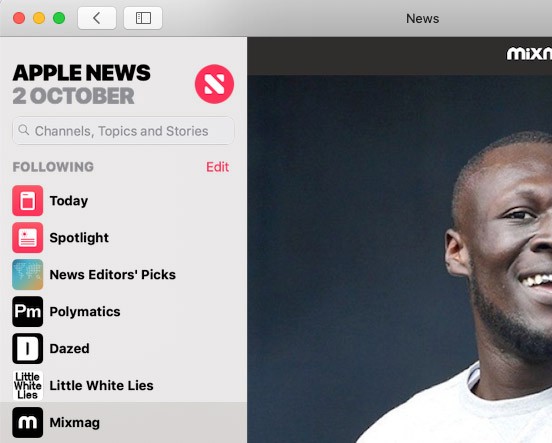 News
mixm
APPLE NEWS
2 OCTOBER
Channels, Topics and Stories
FOLLOWING Edit
Today
Spotlight
News Editors' Picks
Pm Polymatics
Dazed
Little White Lies Little White Lies
m Mixmag